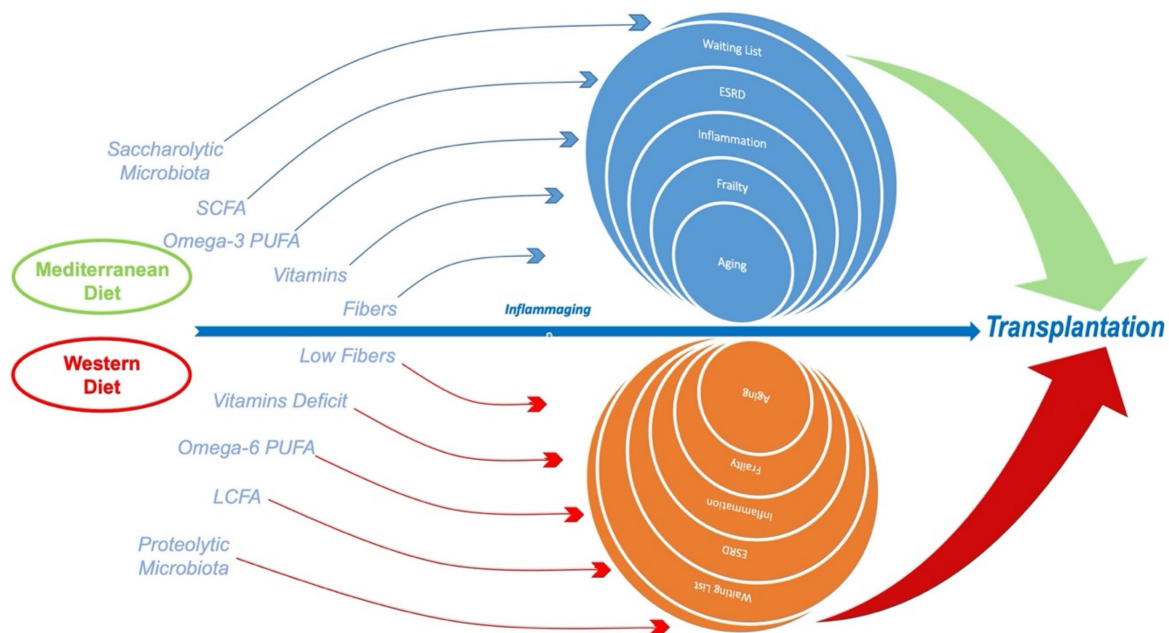 Waiting List
ESRD
Inflammation
Frailty
Aging
Saccharolytic
Microbiota
SCFA
Omega-3 PUFA
Vitamins
Fibers
Mediterranean
Diet
Inflammaging
Transplantation
Western
Diet
Low Fibers
Vitamins Deficit
Omega-6 PUFA
LCFA
Proteolytic
Microbiota
Aging
Frailty
Inflammation
ESRD
Waiting List